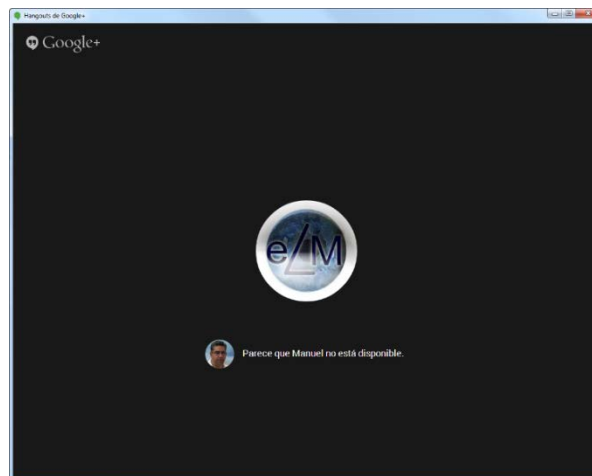 Hangouts de Google+
Google+
eLM
Parece que Manuel no está disponible.